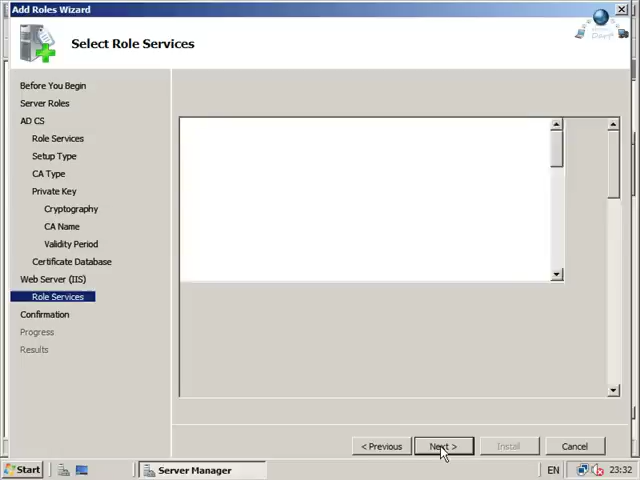 Add Roles Wizard
Select Role Services
Before You Begin
Server Roles
AD CS
Role Services
Setup Type
CA Type
Private Key
Cryptography
CA Name
Validity Period
Certificate Database
Web Server (IIS)
Role Services
Confirmation
Progress
Results
< Previous
Next >
Install
Cancel
Start
Server Manager
EN
23:32